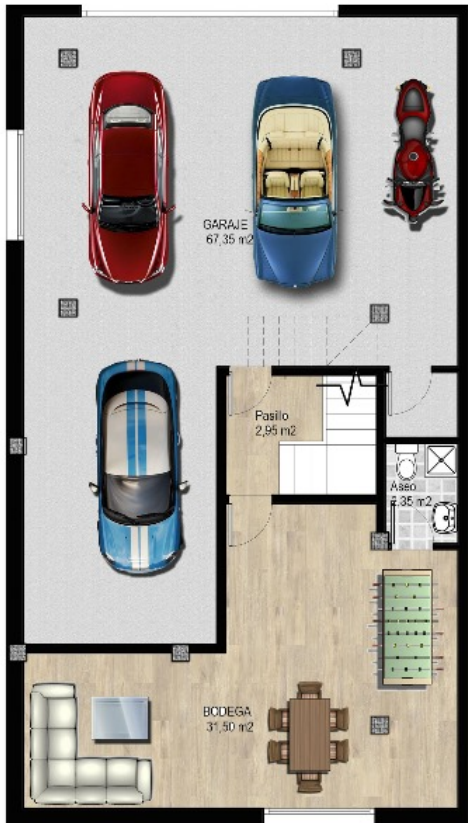 GARAJE
67,35 m2
Pasillo
2,95 m2
Aseo
2,35 m2
BODEGA
31,50 m2